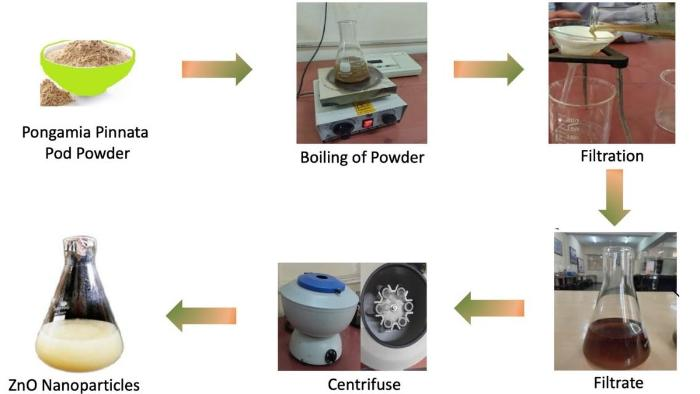 Pongamia Pinnata
Pod Powder
Boiling of Powder
Filtration
Filtrate
Centrifuse
ZnO Nanoparticles